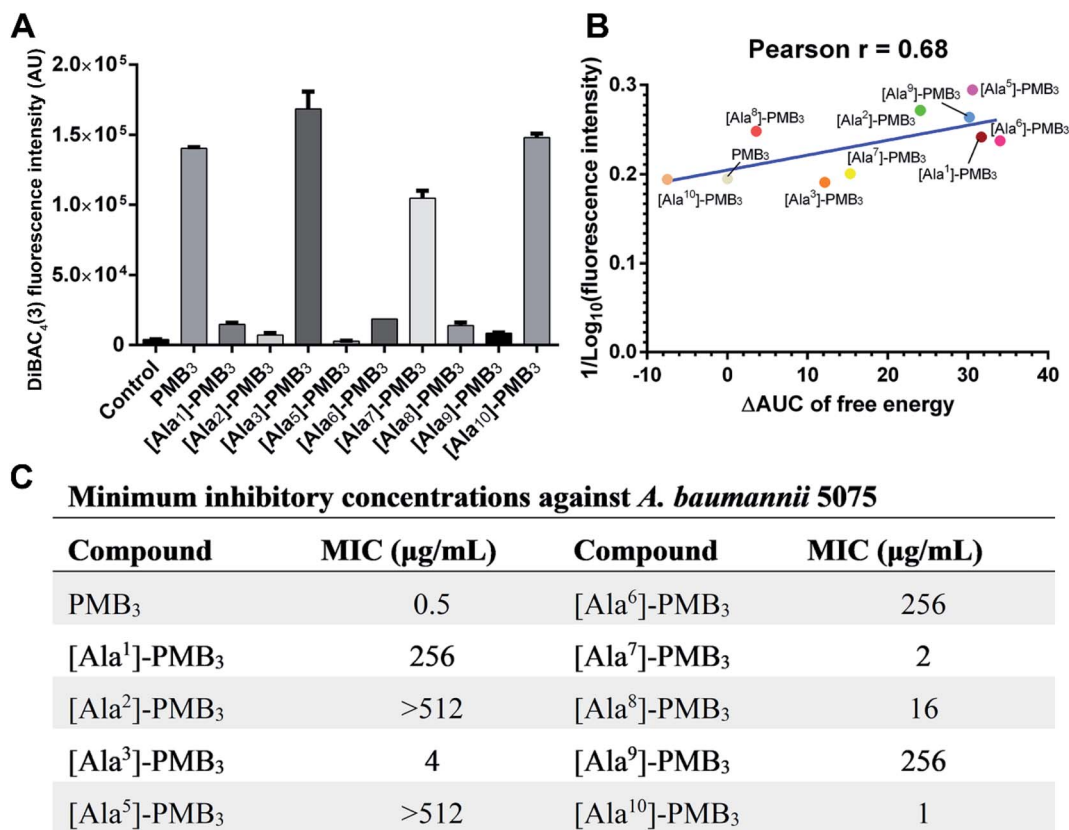 A
DiBAC₄(3) fluorescence intensity (AU)
2.0×10⁵
1.5×10⁵
1.0×10⁵
5.0×10⁴
0
Control
PMB₃
[Ala₁]-PMB₃
[Ala₂]-PMB₃
[Ala₃]-PMB₃
[Ala₅]-PMB₃
[Ala₆]-PMB₃
[Ala₇]-PMB₃
[Ala₈]-PMB₃
[Ala₉]-PMB₃
[Ala₁₀]-PMB₃
B
Pearson r = 0.68
1/Log₁₀(fluorescence intensity)
0.3
0.2
0.1
0.0
[Ala⁹]-PMB₃
[Ala⁵]-PMB₃
[Ala⁸]-PMB₃
[Ala²]-PMB₃
[Ala⁶]-PMB₃
PMB₃
[Ala⁷]-PMB₃
[Ala¹]-PMB₃
[Ala¹⁰]-PMB₃
[Ala³]-PMB₃
-10 0 10 20 30 40
ΔAUC of free energy
C
Minimum inhibitory concentrations against A. baumannii 5075
Compound MIC (μg/mL) Compound MIC (μg/mL)
PMB₃ 0.5 [Ala⁶]-PMB₃ 256
[Ala¹]-PMB₃ 256 [Ala⁷]-PMB₃ 2
[Ala²]-PMB₃ >512 [Ala⁸]-PMB₃ 16
[Ala³]-PMB₃ 4 [Ala⁹]-PMB₃ 256
[Ala⁵]-PMB₃ >512 [Ala¹⁰]-PMB₃ 1